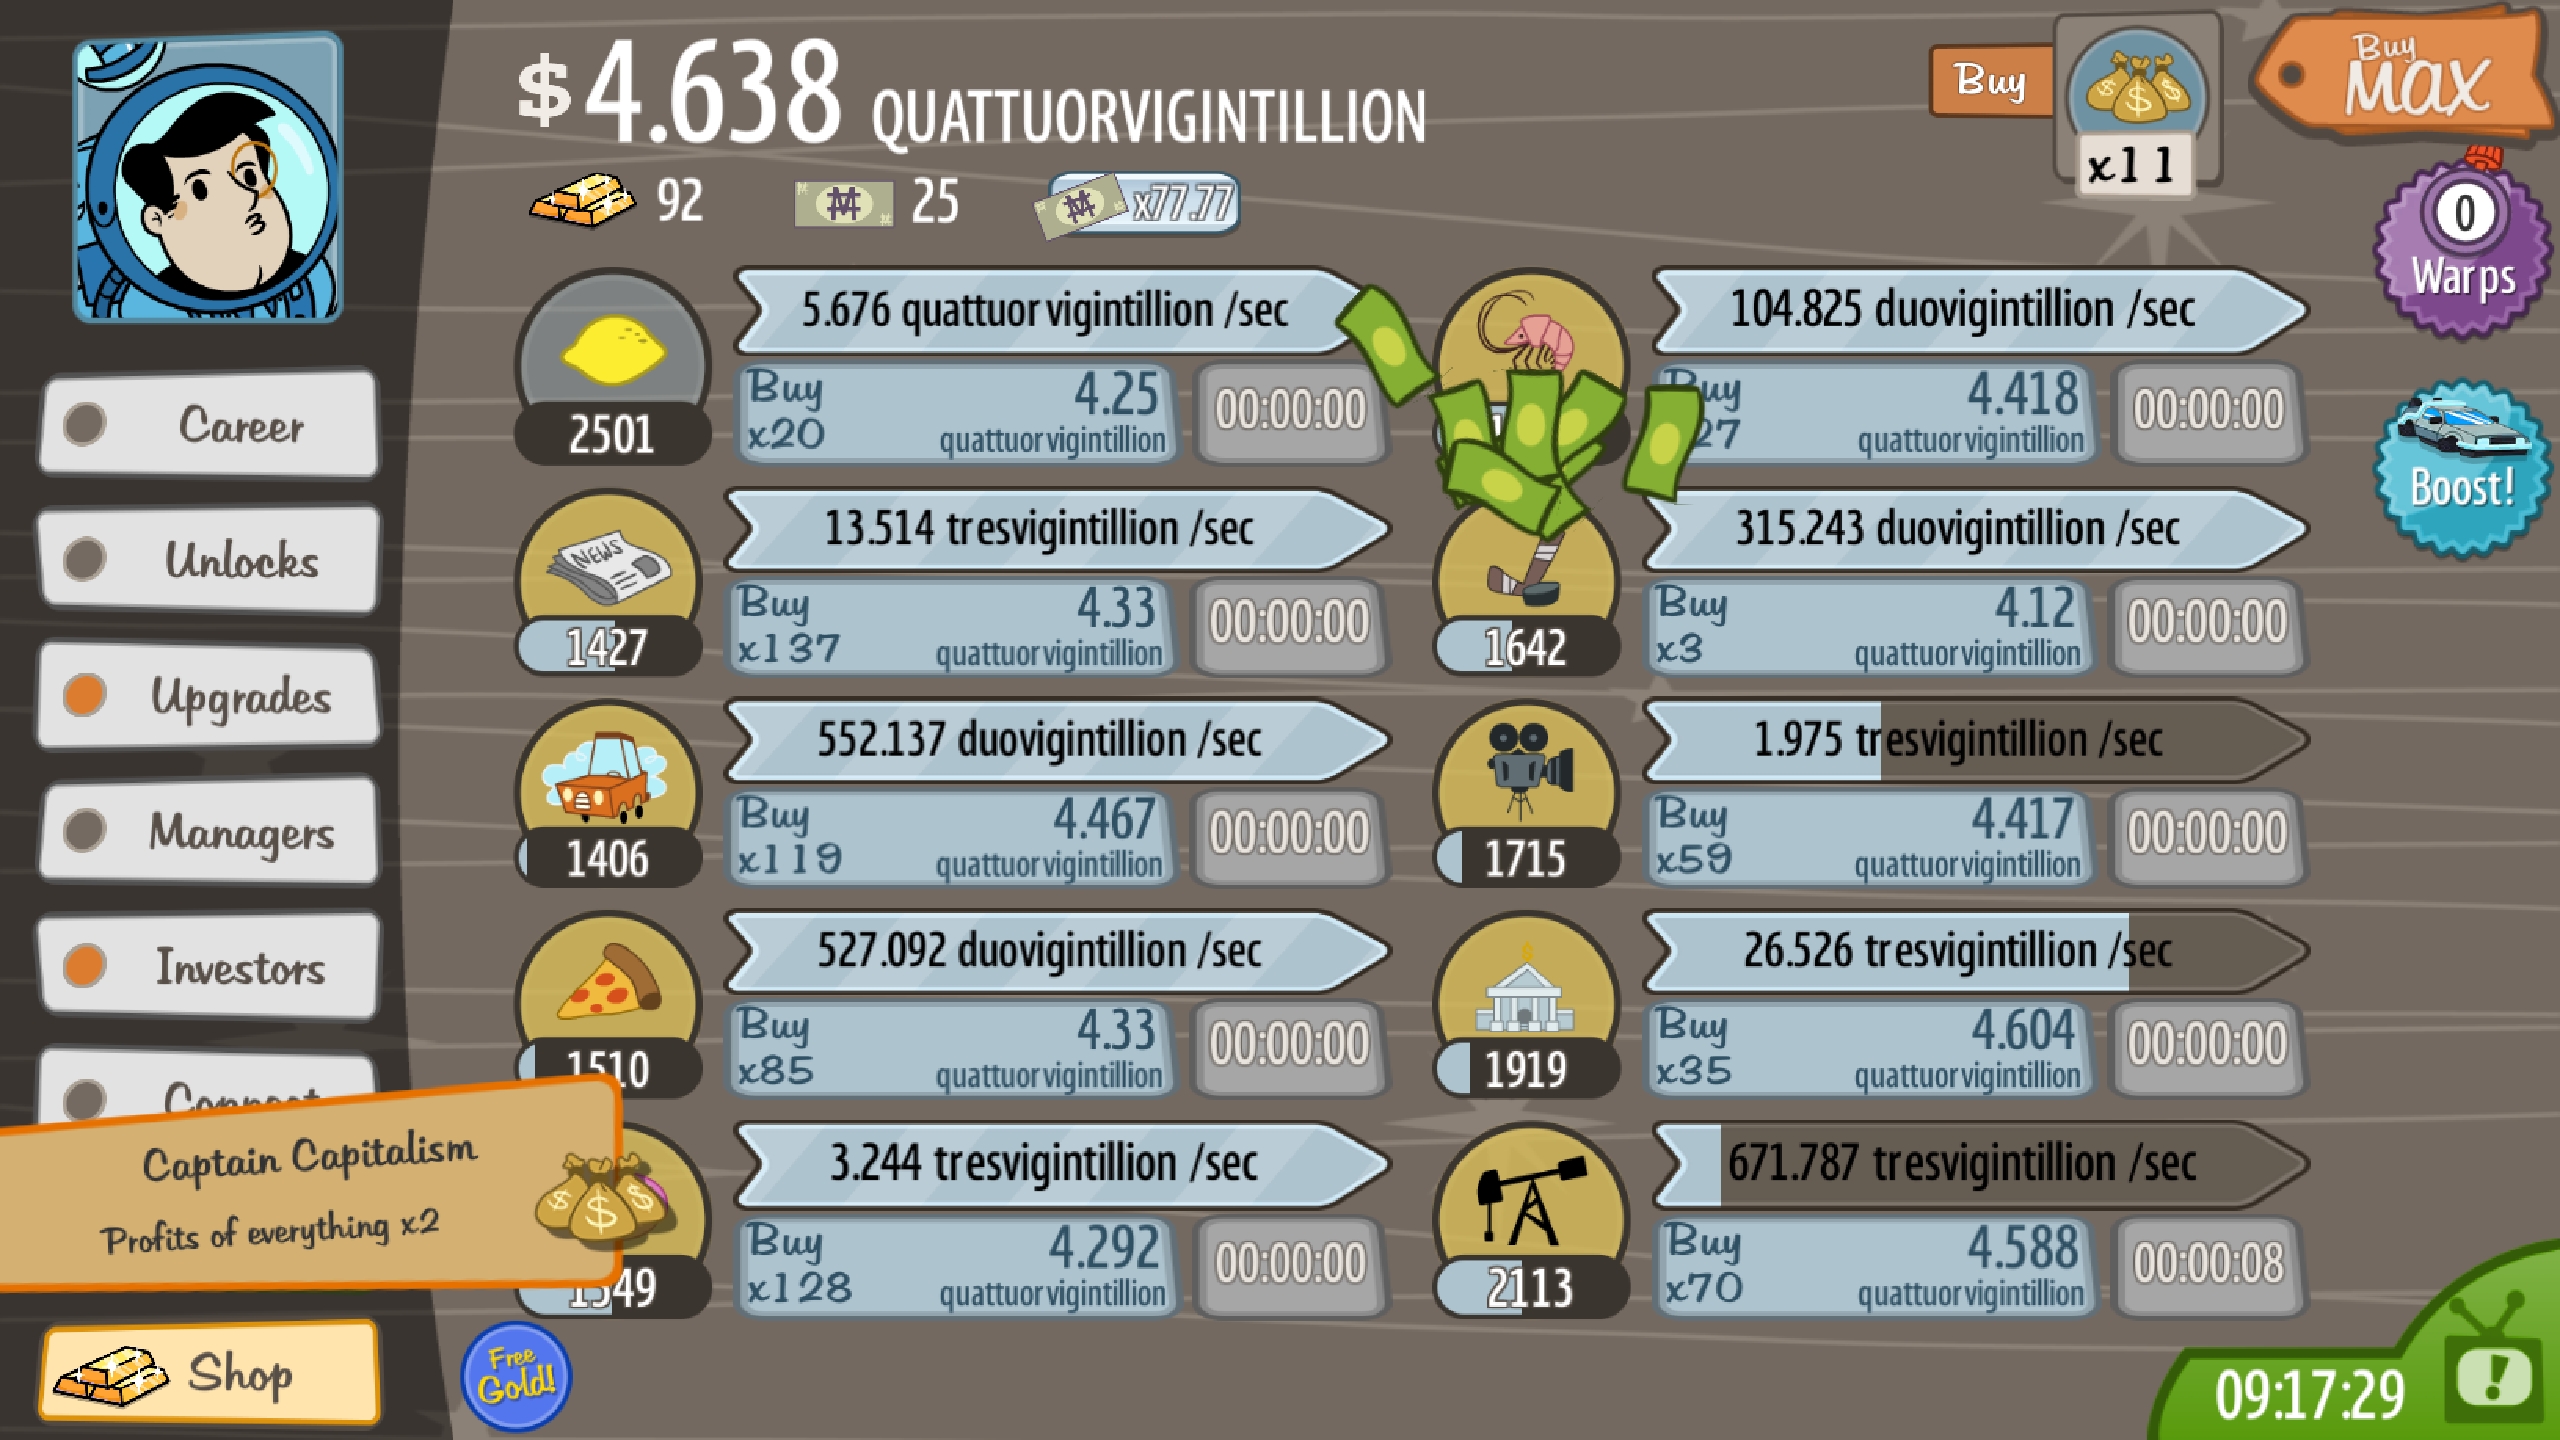 $4.638 QUATTUORVIGINTILLION
92
25
x77.77
Buy
x11
Buy
MAX
0
Warps
Boost!
Career
Unlocks
Upgrades
Managers
Investors
Captain Capitalism
Profits of everything x2
Shop
Free
Gold!
5.676 quattuorvigintillion /sec
2501
Buy
x20
4.25
quattuorvigintillion
00:00:00
NEWS
13.514 tresvigintillion /sec
1427
Buy
x137
4.33
quattuorvigintillion
00:00:00
552.137 duovigintillion /sec
1406
Buy
x119
4.467
quattuorvigintillion
00:00:00
527.092 duovigintillion /sec
1510
Buy
x85
4.33
quattuorvigintillion
00:00:00
3.244 tresvigintillion /sec
Buy
x128
4.292
quattuorvigintillion
00:00:00
104.825 duovigintillion /sec
4.418
quattuorvigintillion
00:00:00
315.243 duovigintillion /sec
1642
Buy
x3
4.12
quattuorvigintillion
00:00:00
1.975 tresvigintillion /sec
1715
Buy
x59
4.417
quattuorvigintillion
00:00:00
26.526 tresvigintillion /sec
1919
Buy
x35
4.604
quattuorvigintillion
00:00:00
671.787 tresvigintillion /sec
2113
Buy
x70
4.588
quattuorvigintillion
00:00:08
09:17:29